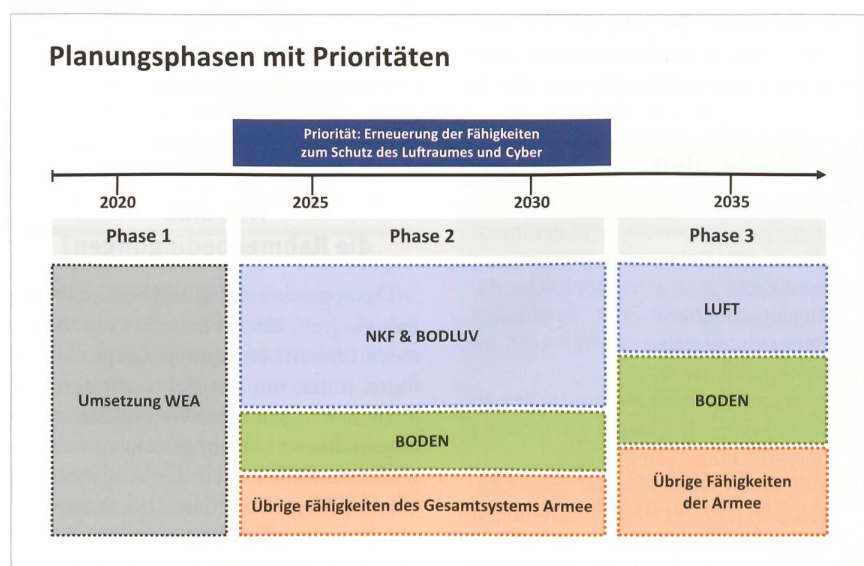 Planungsphasen mit Prioritäten
Priorität: Erneuerung der Fähigkeiten
zum Schutz des Luftraumes und Cyber
2020
2025
2030
2035
Phase 1
Phase 2
Phase 3
Umsetzung WEA
NKF & BODLUV
BODEN
Übrige Fähigkeiten des Gesamtsystems Armee
LUFT
BODEN
Übrige Fähigkeiten
der Armee